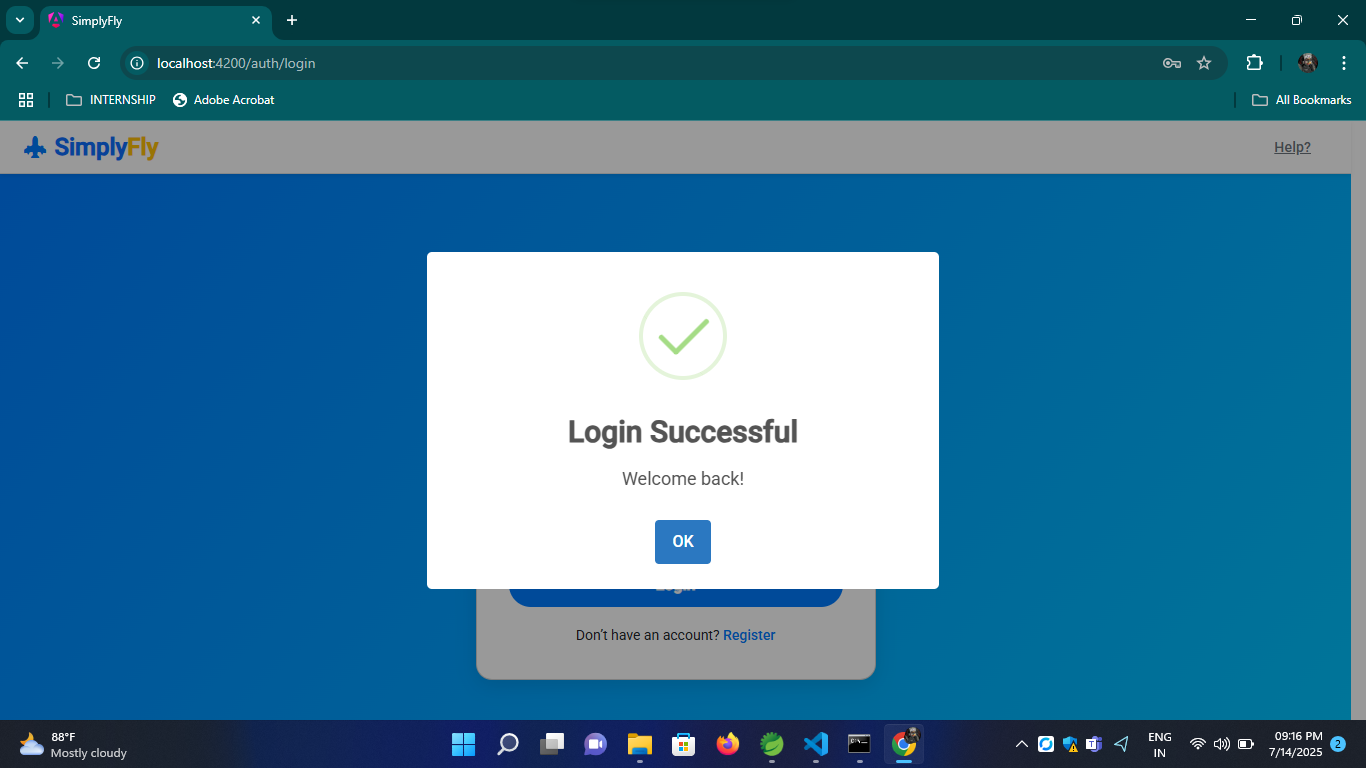 SimplyFly
localhost:4200/auth/login
INTERNSHIP
Adobe Acrobat
All Bookmarks
SimplyFly
Help?
Login Successful
Welcome back!
OK
Don't have an account? Register
88°F
Mostly cloudy
ENG
IN
09:16 PM
7/14/2025
2